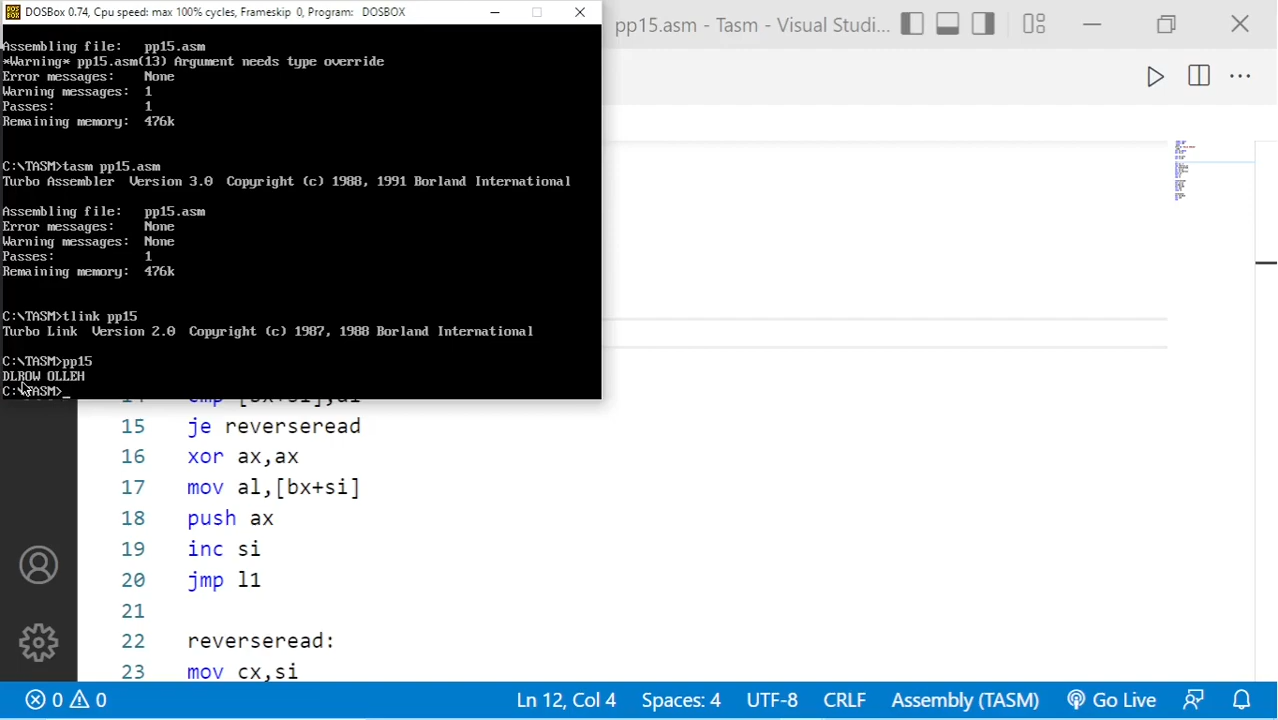 DOSBox 0.74, Cpu speed: max 100% cycles, Frameskip 0, Program: DOSBOX
pp15.asm - Tasm - Visual Studi...
Assembling file: pp15.asm
*Warning* pp15.asm(13) Argument needs type override
Error messages: None
Warning messages: 1
Passes: 1
Remaining memory: 476k
C:\TASM>tasm pp15.asm
Turbo Assembler Version 3.0 Copyright (c) 1988, 1991 Borland International
Assembling file: pp15.asm
Error messages: None
Warning messages: None
Passes: 1
Remaining memory: 476k
C:\TASM>tlink pp15
Turbo Link Version 2.0 Copyright (c) 1987, 1988 Borland International
C:\TASM>pp15
DLROW OLLEH
C:\TASM>_
15 je reverseread
16 xor ax,ax
17 mov al,[bx+si]
18 push ax
19 inc si
20 jmp l1
21
22 reverseread:
23 mov cx,si
0 0 Ln 12, Col 4 Spaces: 4 UTF-8 CRLF Assembly (TASM) Go Live